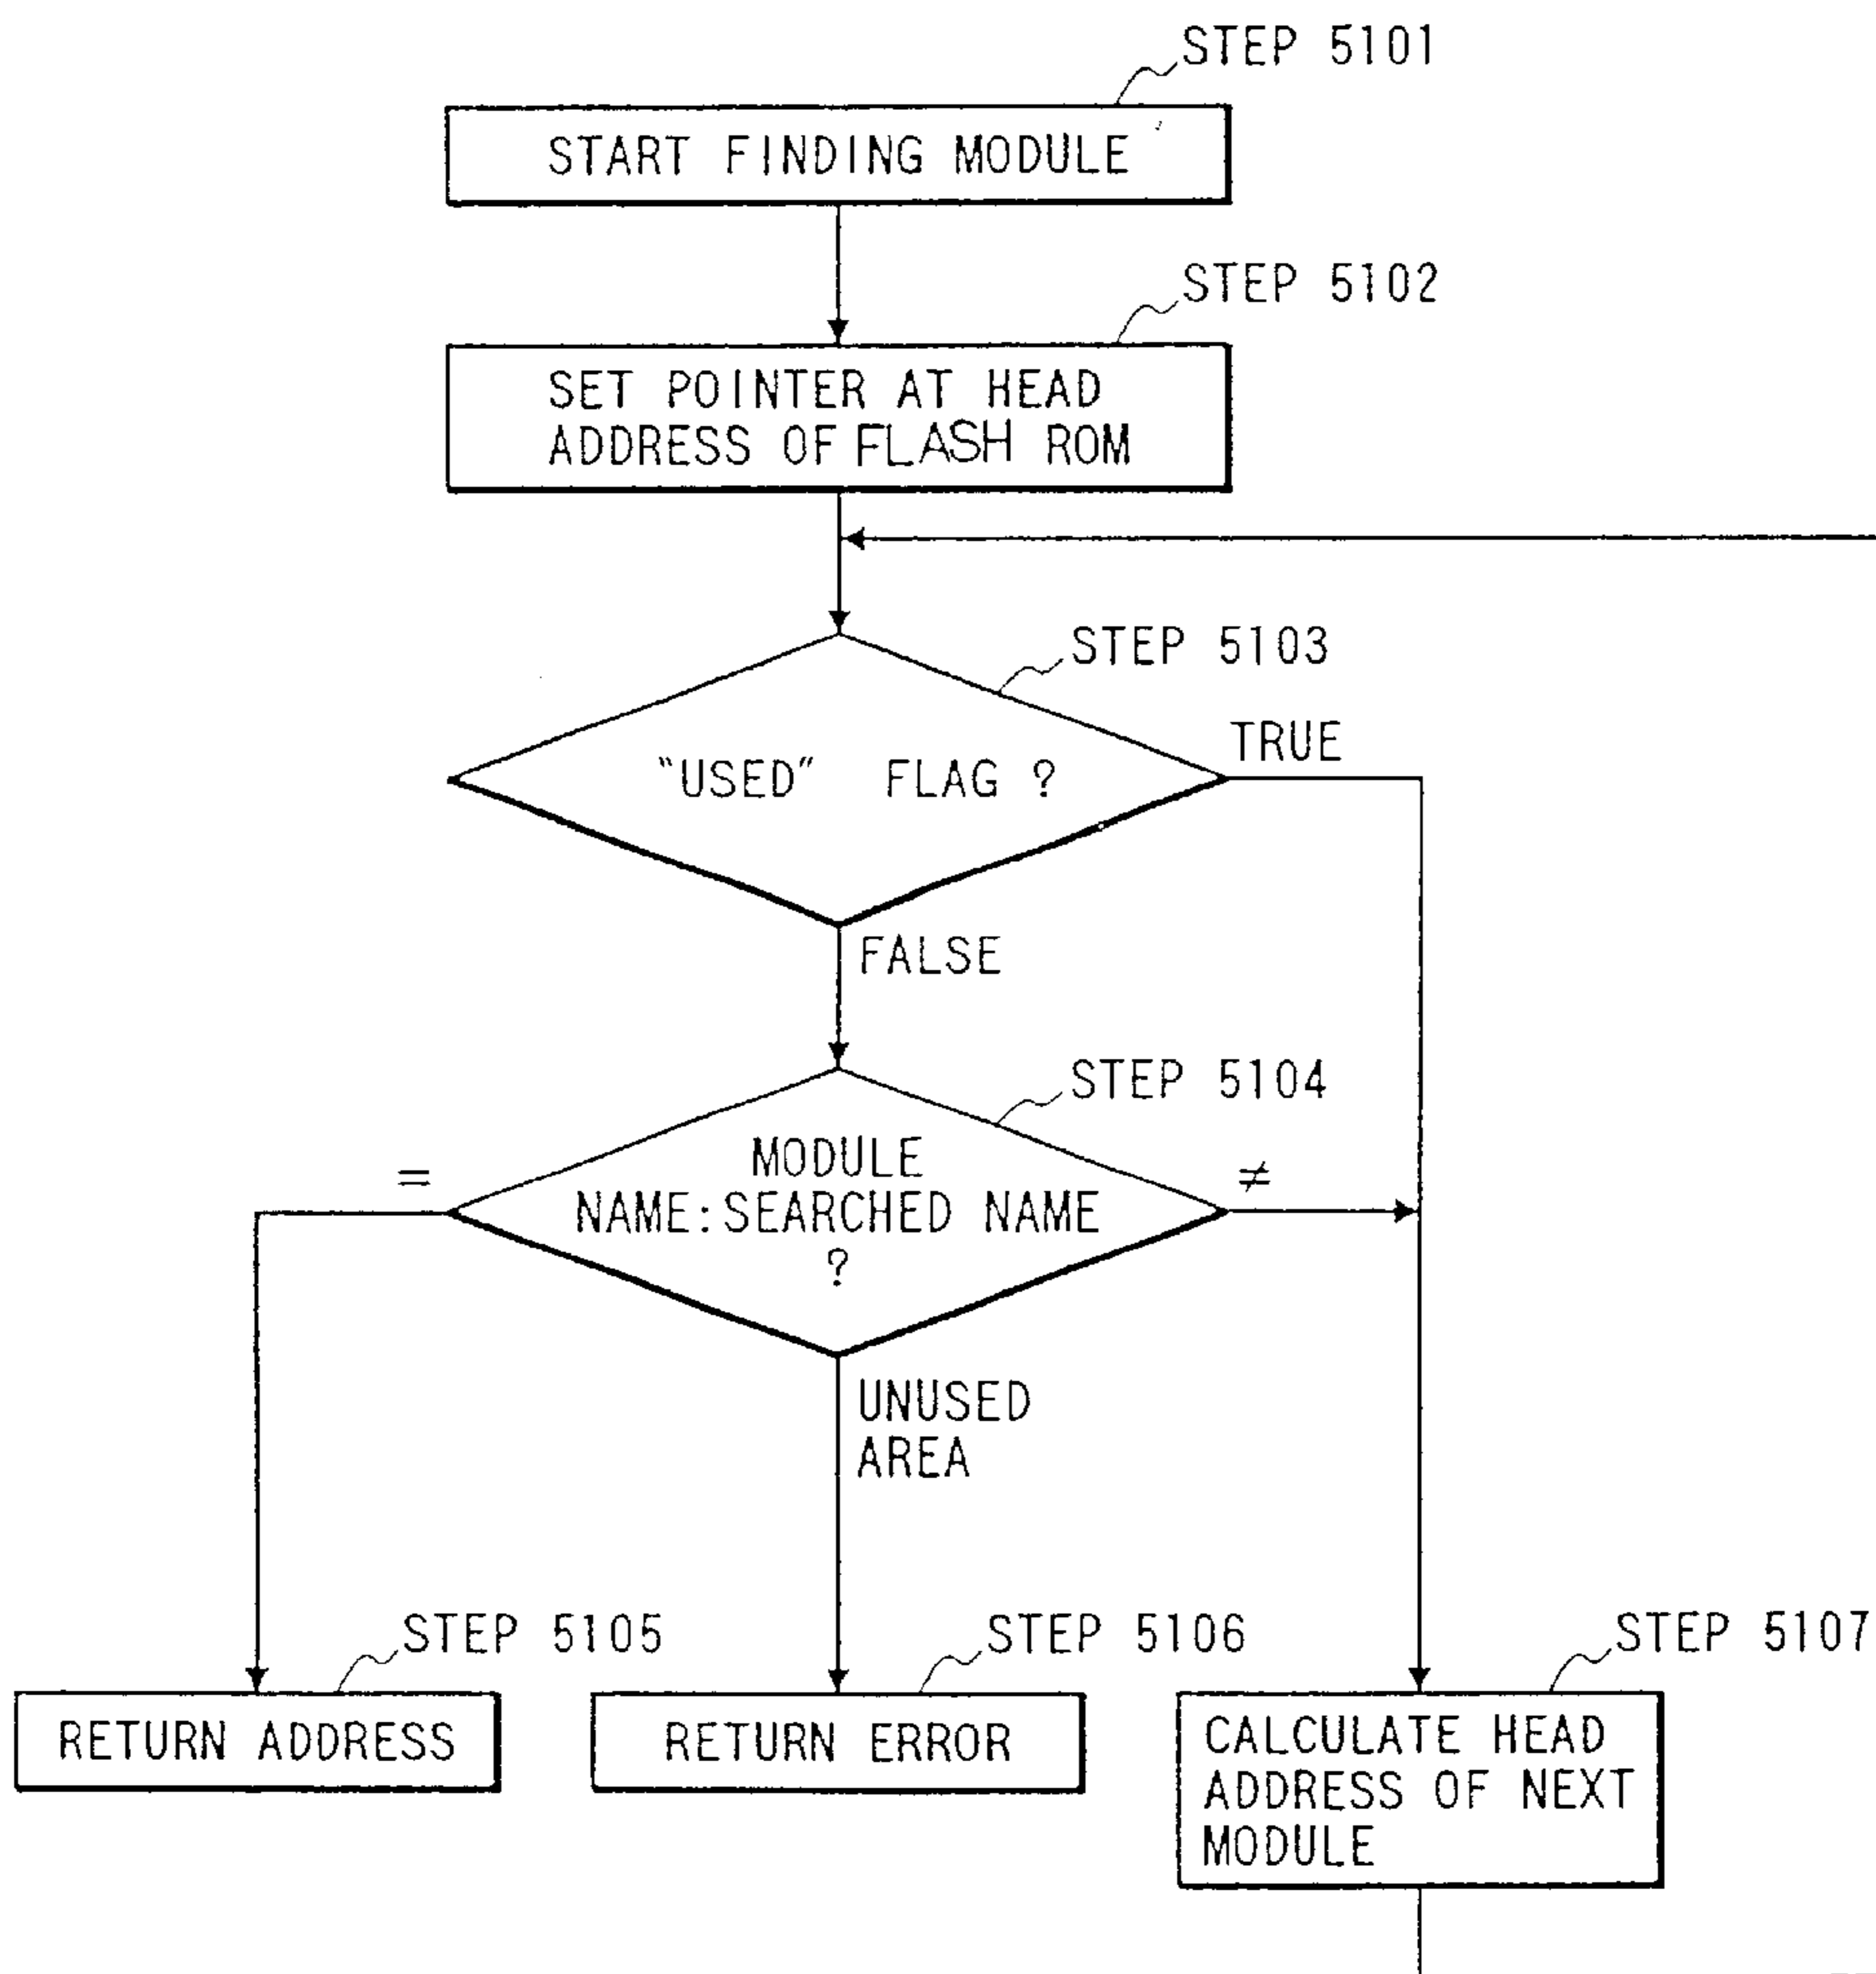 STEP 5101
START FINDING MODULE
STEP 5102
SET POINTER AT HEAD
ADDRESS OF FLASH ROM
STEP 5103
"USED" FLAG ?
TRUE
FALSE
STEP 5104
MODULE
NAME:SEARCHED NAME
?
=
≠
UNUSED
AREA
STEP 5105
RETURN ADDRESS
STEP 5106
RETURN ERROR
STEP 5107
CALCULATE HEAD
ADDRESS OF NEXT
MODULE